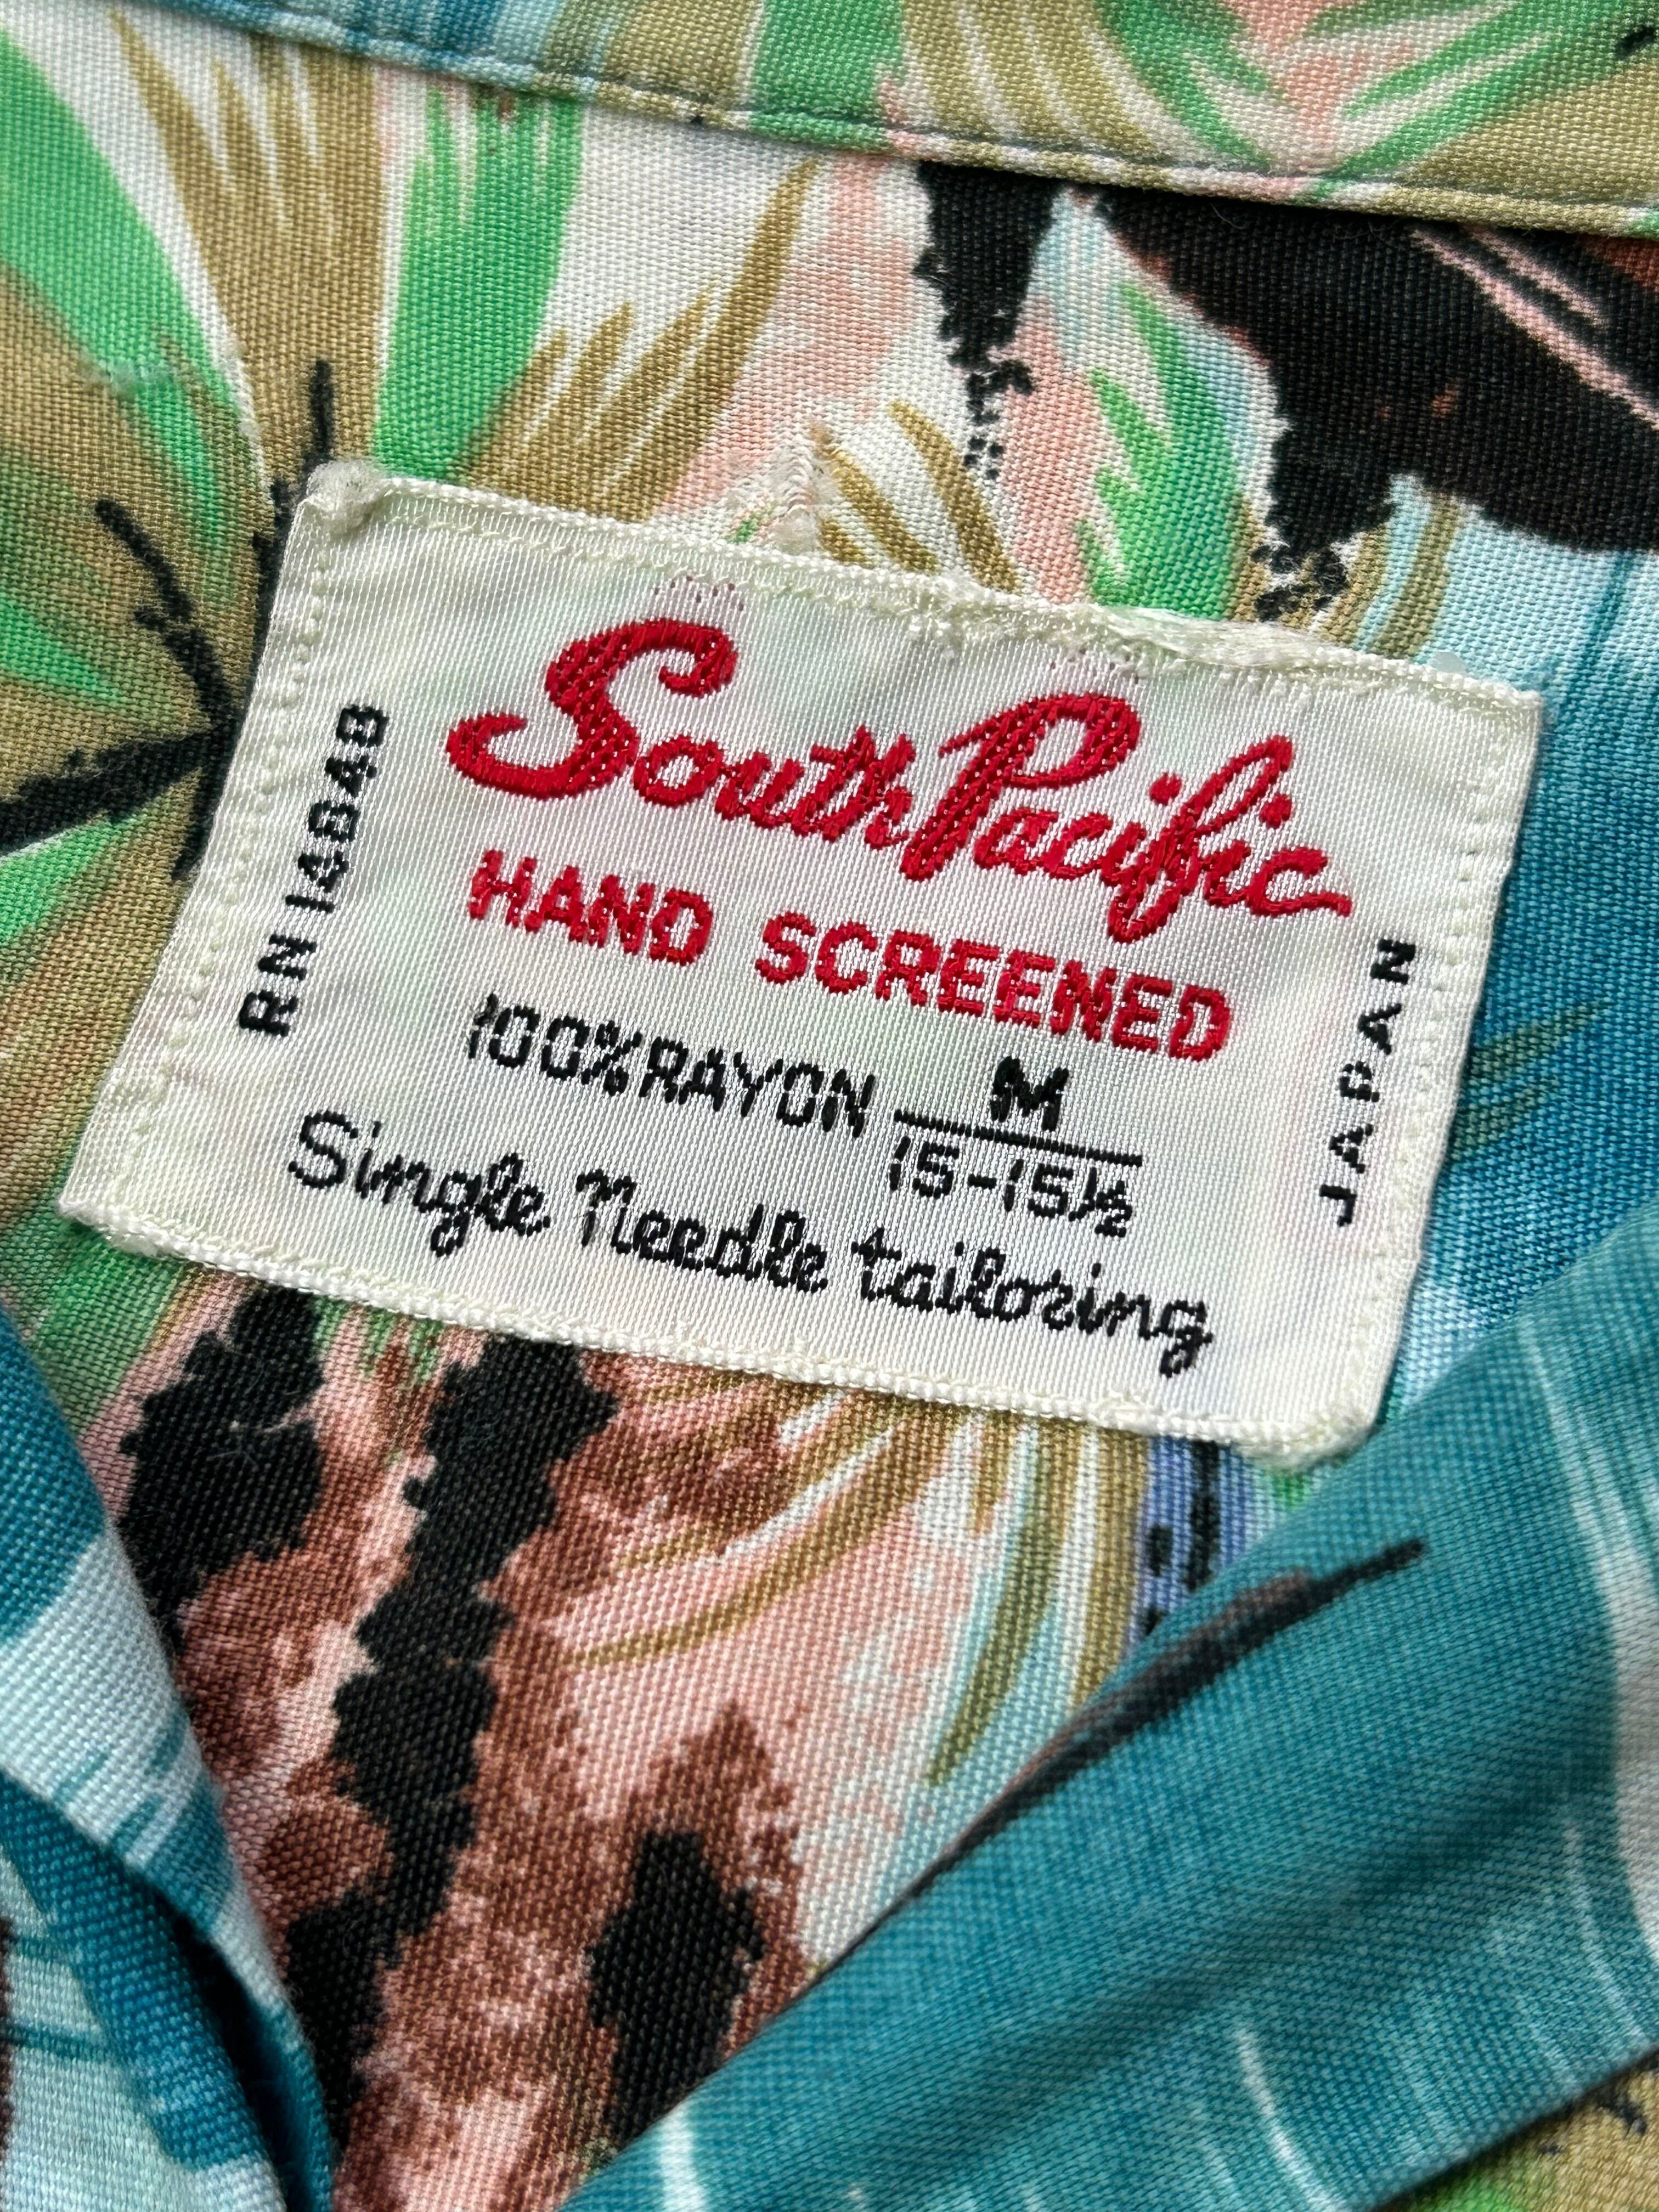 South Pacific
HAND SCREENED
100% RAYON M
15-15½
Single Needle tailoring
RN 14848
JAPAN